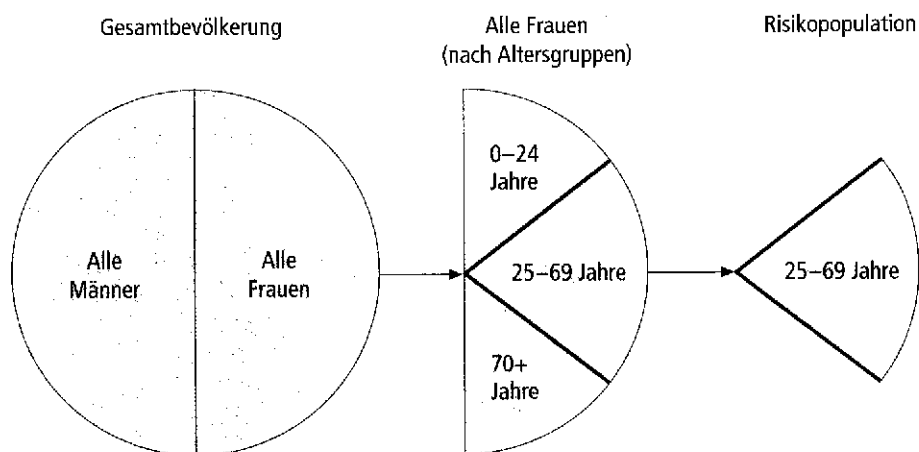 Gesamtbevölkerung
Alle Frauen
(nach Altersgruppen)
Risikopopulation
Alle
Männer
Alle
Frauen
0–24
Jahre
25–69 Jahre
70+
Jahre
25–69 Jahre